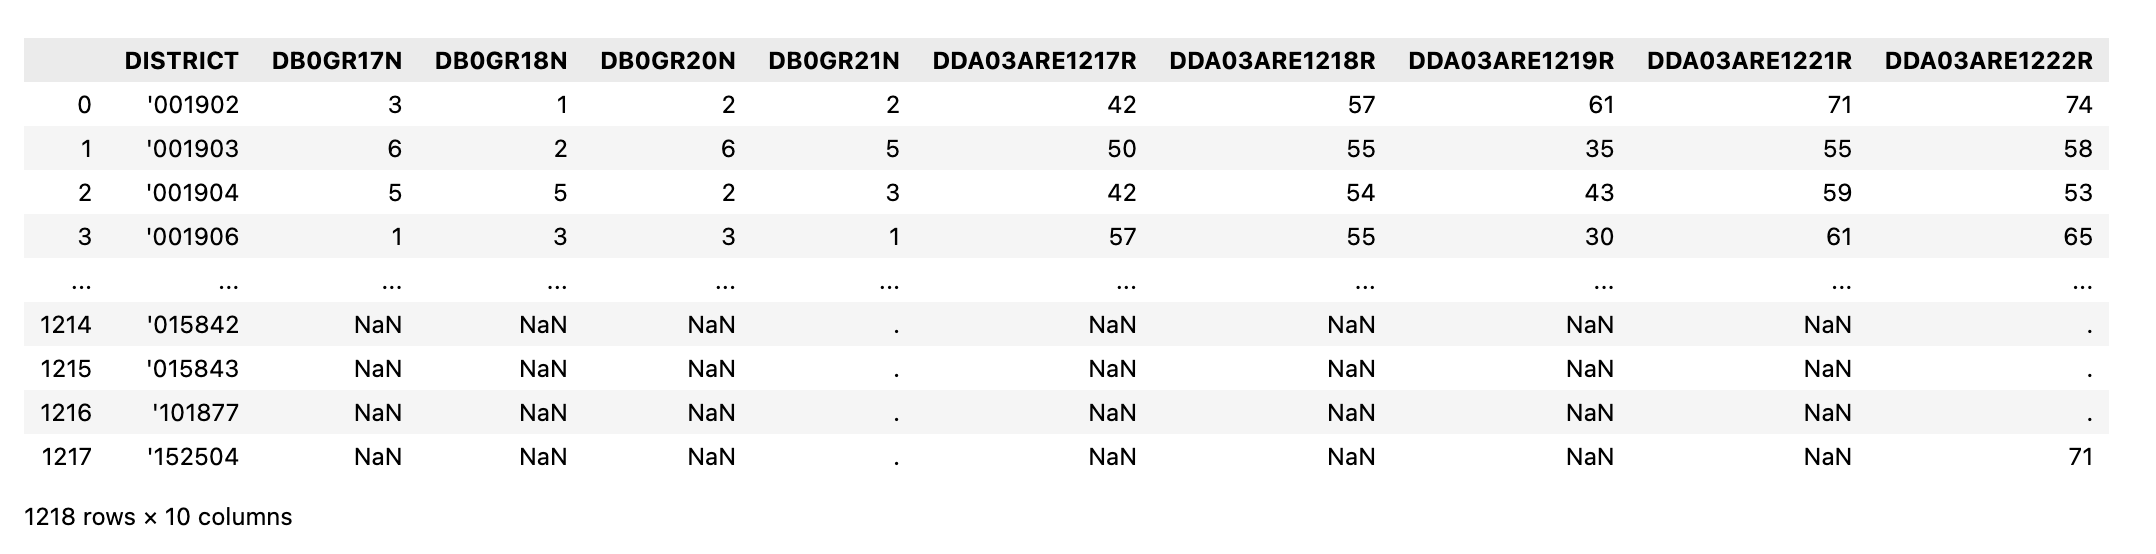 DISTRICT DB0GR17N DB0GR18N DB0GR20N DB0GR21N DDA03ARE1217R DDA03ARE1218R DDA03ARE1219R DDA03ARE1221R DDA03ARE1222R
0 '001902 3 1 2 2 42 57 61 71 74
1 '001903 6 2 6 5 50 55 35 55 58
2 '001904 5 5 2 3 42 54 43 59 53
3 '001906 1 3 3 1 57 55 30 61 65
... ... ... ... ... ... ... ... ... ... ...
1214 '015842 NaN NaN NaN . NaN NaN NaN NaN .
1215 '015843 NaN NaN NaN . NaN NaN NaN NaN .
1216 '101877 NaN NaN NaN . NaN NaN NaN NaN .
1217 '152504 NaN NaN NaN . NaN NaN NaN NaN 71
1218 rows × 10 columns